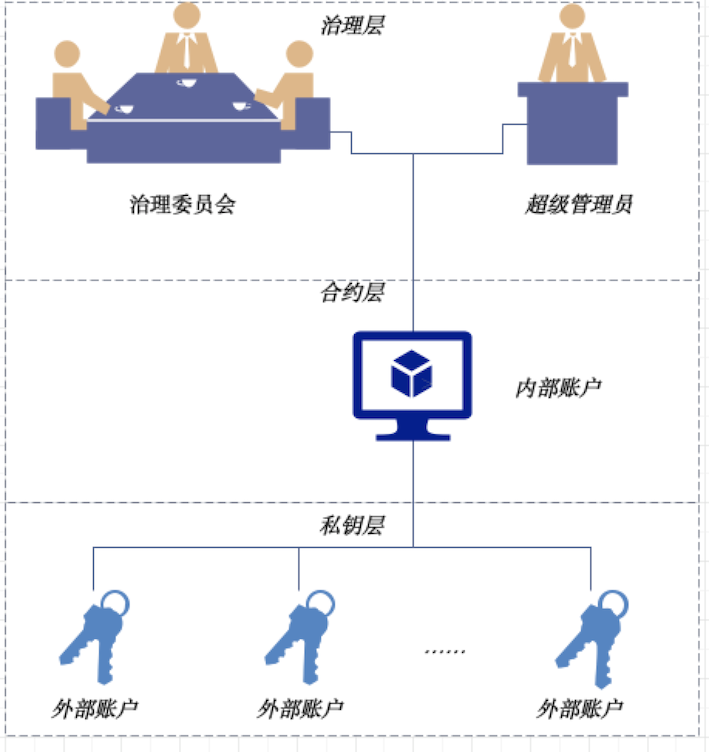 治理层
治理委员会
超级管理员
合约层
内部账户
私钥层
......
外部账户
外部账户
外部账户